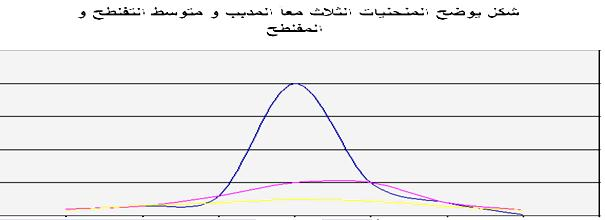 شكل يوضح المنحنيات الثلاث معا المدبب و متوسط التفلطح و
المفلطح